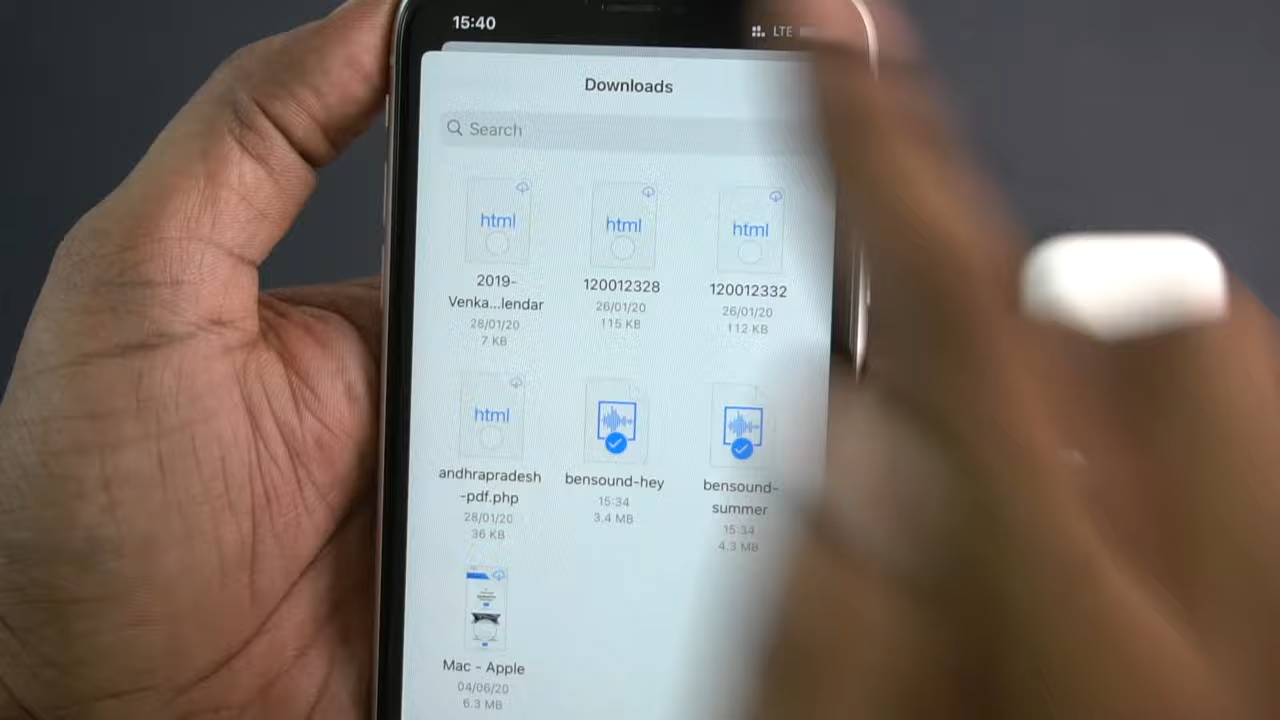 15:40
LTE
Downloads
Search
html
html
html
2019-
Venka...lendar
28/01/20
7 KB
120012328
26/01/20
115 KB
120012332
26/01/20
112 KB
html
andhrapradesh
-pdf.php
28/01/20
36 KB
bensound-hey
15:34
3.4 MB
bensound-
summer
15:34
4.3 MB
Mac - Apple
04/06/20
6.3 MB